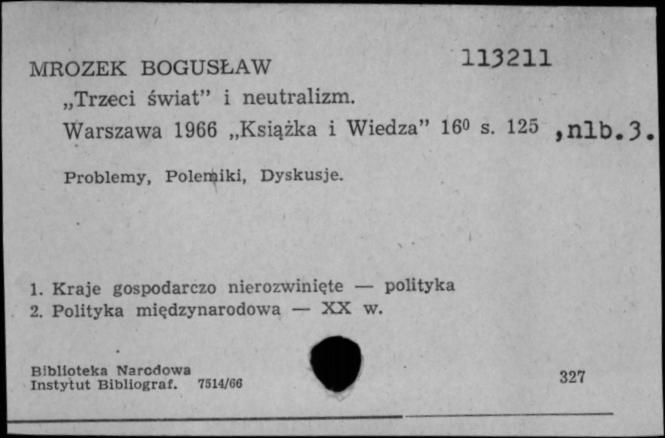 113211
MROZEK BOGUSŁAW
„Trzeci świat” i neutralizm.
Warszawa 1966 „Książka i Wiedza” 16⁰ s. 125 ,nlb.3.
Problemy, Polemiki, Dyskusje.
1. Kraje gospodarczo nierozwinięte — polityka
2. Polityka międzynarodowa — XX w.
Biblioteka Narodowa
Instytut Bibliograf. 7514/66
327